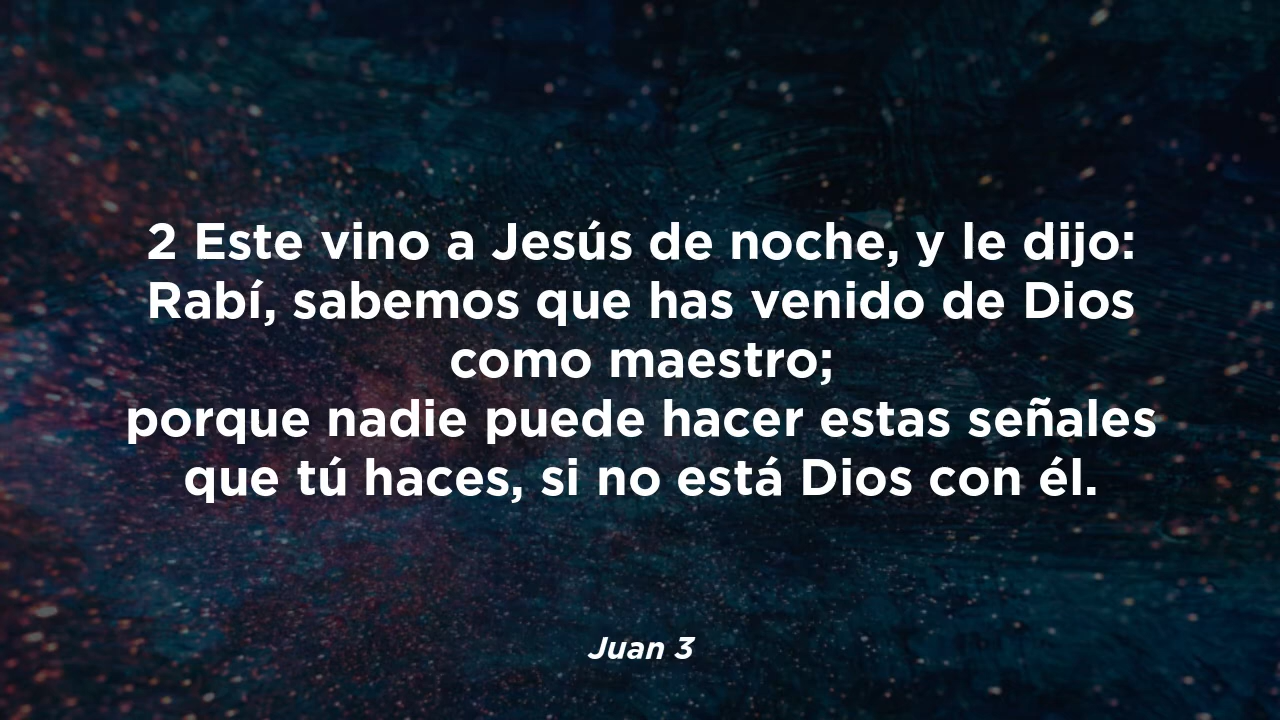 2 Este vino a Jesús de noche, y le dijo:
Rabí, sabemos que has venido de Dios
como maestro;
porque nadie puede hacer estas señales
que tú haces, si no está Dios con él.
Juan 3